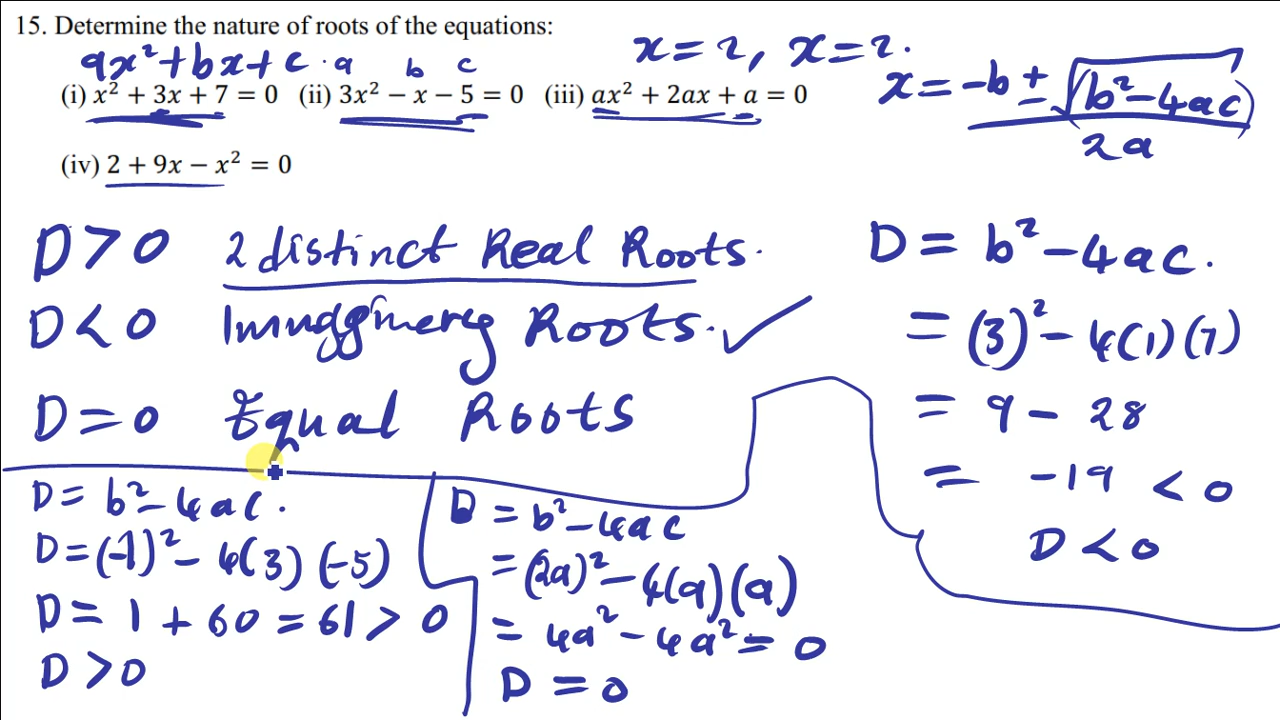 15. Determine the nature of roots of the equations:
ax² + bx + c . a b c
x = 2, x = 2.
(i) x² + 3x + 7 = 0 (ii) 3x² − x − 5 = 0 (iii) ax² + 2ax + a = 0
x = -b ± √(b² - 4ac)
2a
(iv) 2 + 9x − x² = 0
D > 0 2 distinct Real Roots.
D < 0 Imuggmerey Roots. ✓
D = 0 Equal Roots
D = b² - 4ac.
= (3)² - 4(1)(7)
= 9 - 28
= -19 < 0
D < 0
D = b² - 4ac.
D = (-1)² - 4(3)(-5)
D = 1 + 60 = 61 > 0
D > 0
D = b² - 4ac
= (2a)² - 4(a)(a)
= 4a² - 4a² = 0
D = 0